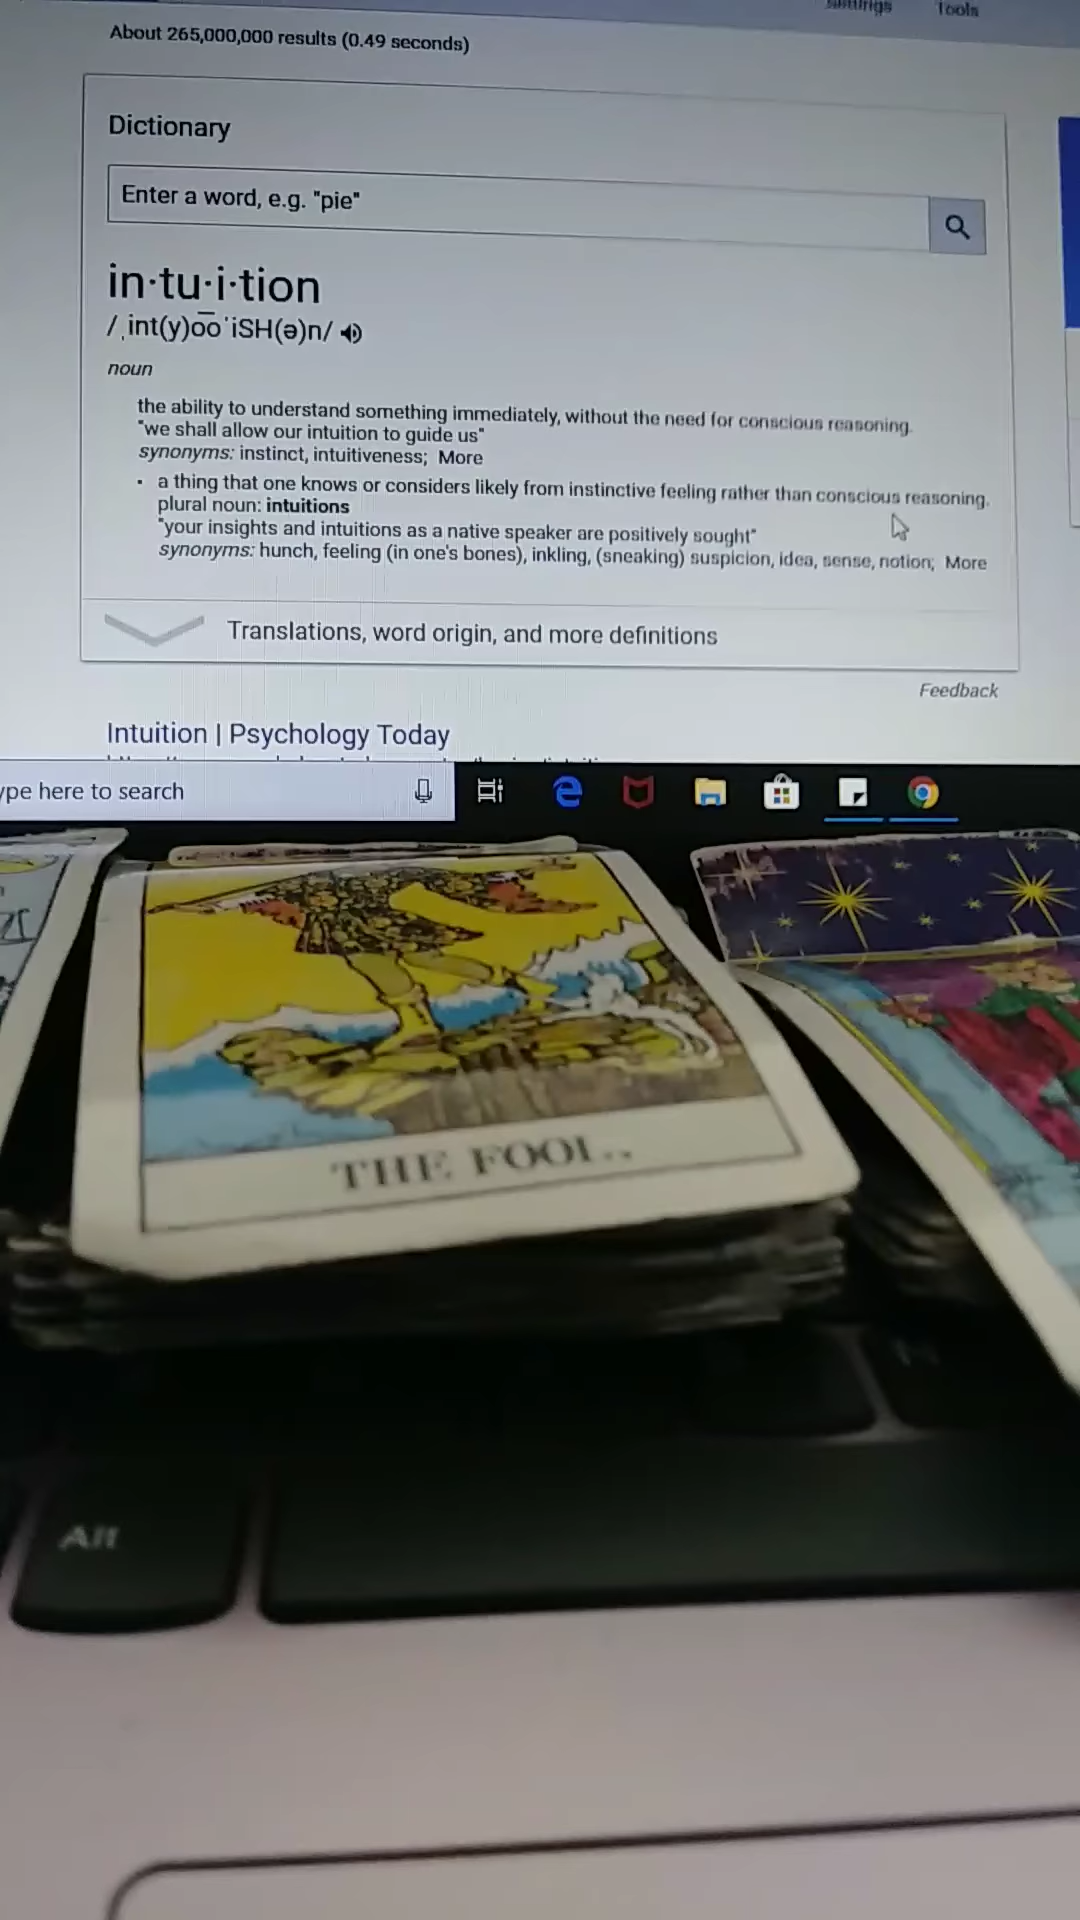 Settings Tools
About 265,000,000 results (0.49 seconds)
Dictionary
Enter a word, e.g. "pie"
in·tu·i·tion
/ˌint(y)o͞oˈiSH(ə)n/
noun
the ability to understand something immediately, without the need for conscious reasoning.
"we shall allow our intuition to guide us"
synonyms: instinct, intuitiveness; More
· a thing that one knows or considers likely from instinctive feeling rather than conscious reasoning.
plural noun: intuitions
"your insights and intuitions as a native speaker are positively sought"
synonyms: hunch, feeling (in one's bones), inkling, (sneaking) suspicion, idea, sense, notion; More
Translations, word origin, and more definitions
Feedback
Intuition | Psychology Today
ype here to search
THE FOOL..
Alt